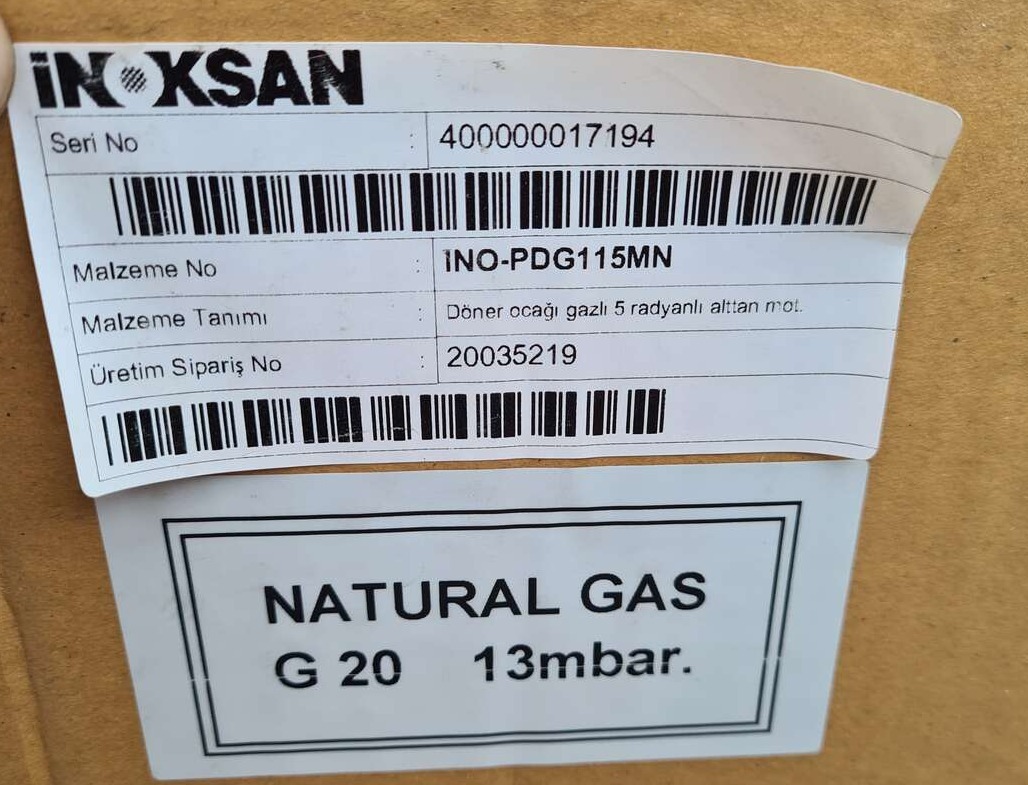 iNOKSAN
Seri No : 400000017194
Malzeme No : INO-PDG115MN
Malzeme Tanımı : Döner ocağı gazlı 5 radyanlı alttan mot.
Üretim Sipariş No : 20035219
NATURAL GAS
G 20 13mbar.